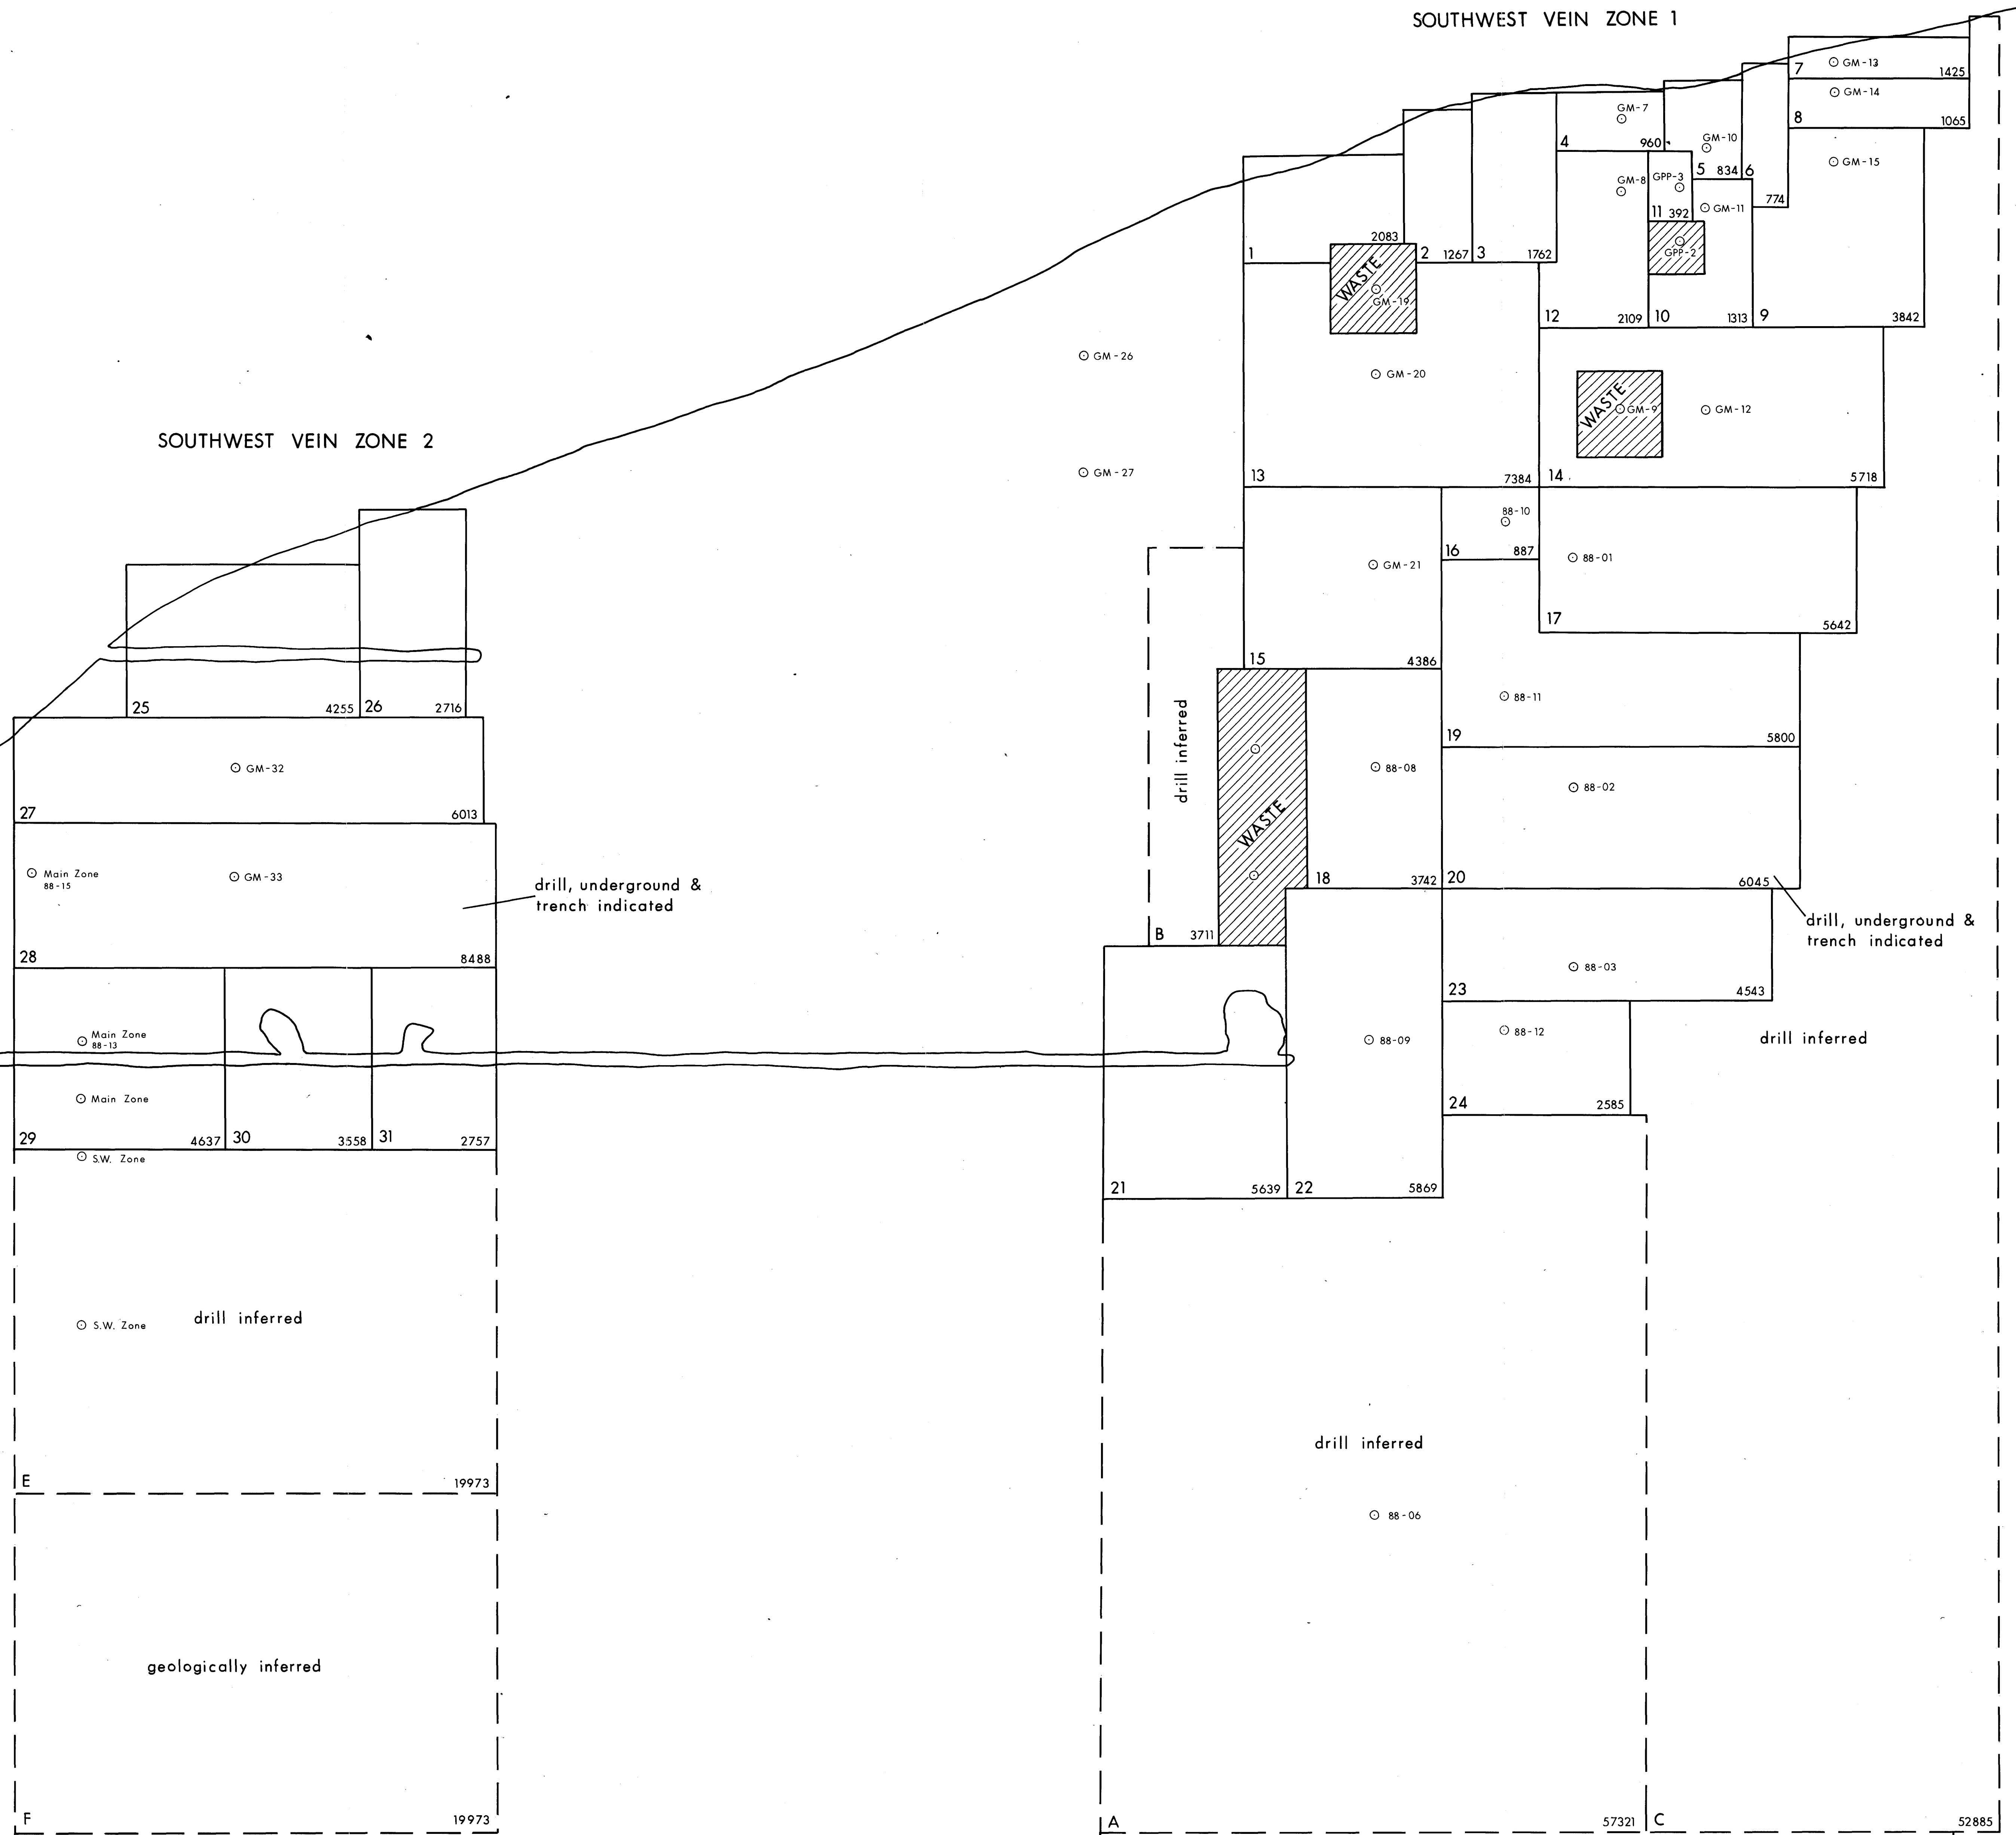 SOUTHWEST VEIN ZONE 1
7
GM-13
1425
GM-14
8
1065
GM-7
4
960
GM-10
5
834
6
GM-15
GM-8
GPP-3
11
392
GM-11
774
GPP-2
1
2083
2
1267
3
1762
WASTE
GM-19
12
2109
10
1313
9
3842
GM-26
GM-20
WASTE
GM-9
GM-12
SOUTHWEST VEIN ZONE 2
GM-27
13
7384
14
5718
88-10
16
887
GM-21
88-01
17
5642
15
4386
25
4255
26
2716
drill inferred
88-11
19
5800
GM-32
27
6013
88-08
88-02
WASTE
Main Zone
88-15
GM-33
drill, underground &
trench indicated
18
3742
20
6045
drill, underground &
trench indicated
B
3711
28
8488
88-03
23
4543
Main Zone
88-13
88-09
88-12
drill inferred
Main Zone
24
2585
29
4637
30
3558
31
2757
S.W. Zone
21
5639
22
5869
S.W. Zone
drill inferred
drill inferred
E
19973
88-06
geologically inferred
F
19973
A
57321
C
52885